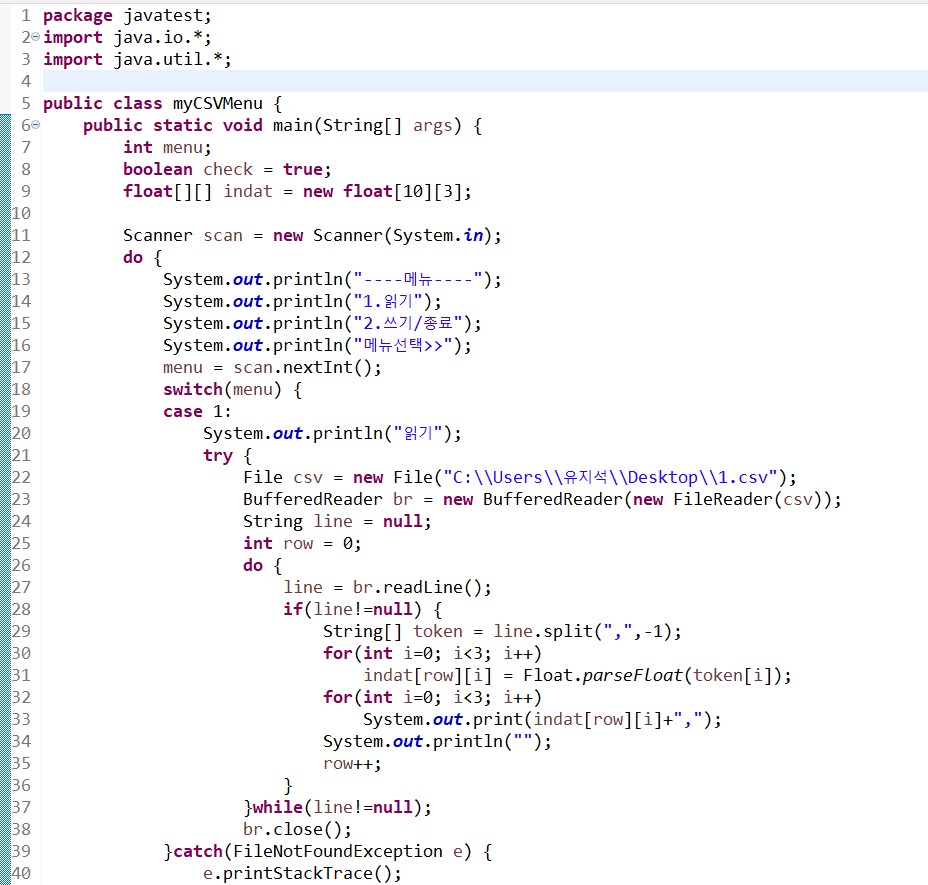 1 package javatest;
2 import java.io.*;
3 import java.util.*;
4
5 public class myCSVMenu {
6     public static void main(String[] args) {
7         int menu;
8         boolean check = true;
9         float[][] indat = new float[10][3];
10
11         Scanner scan = new Scanner(System.in);
12         do {
13             System.out.println("----메뉴----");
14             System.out.println("1.읽기");
15             System.out.println("2.쓰기/종료");
16             System.out.println("메뉴선택>>");
17             menu = scan.nextInt();
18             switch(menu) {
19             case 1:
20                 System.out.println("읽기");
21                 try {
22                     File csv = new File("C:\\Users\\유지석\\Desktop\\1.csv");
23                     BufferedReader br = new BufferedReader(new FileReader(csv));
24                     String line = null;
25                     int row = 0;
26                     do {
27                         line = br.readLine();
28                         if(line!=null) {
29                             String[] token = line.split(",",-1);
30                             for(int i=0; i<3; i++)
31                                 indat[row][i] = Float.parseFloat(token[i]);
32                             for(int i=0; i<3; i++)
33                                 System.out.print(indat[row][i]+",");
34                             System.out.println("");
35                             row++;
36                         }
37                     }while(line!=null);
38                     br.close();
39             }catch(FileNotFoundException e) {
40                 e.printStackTrace();